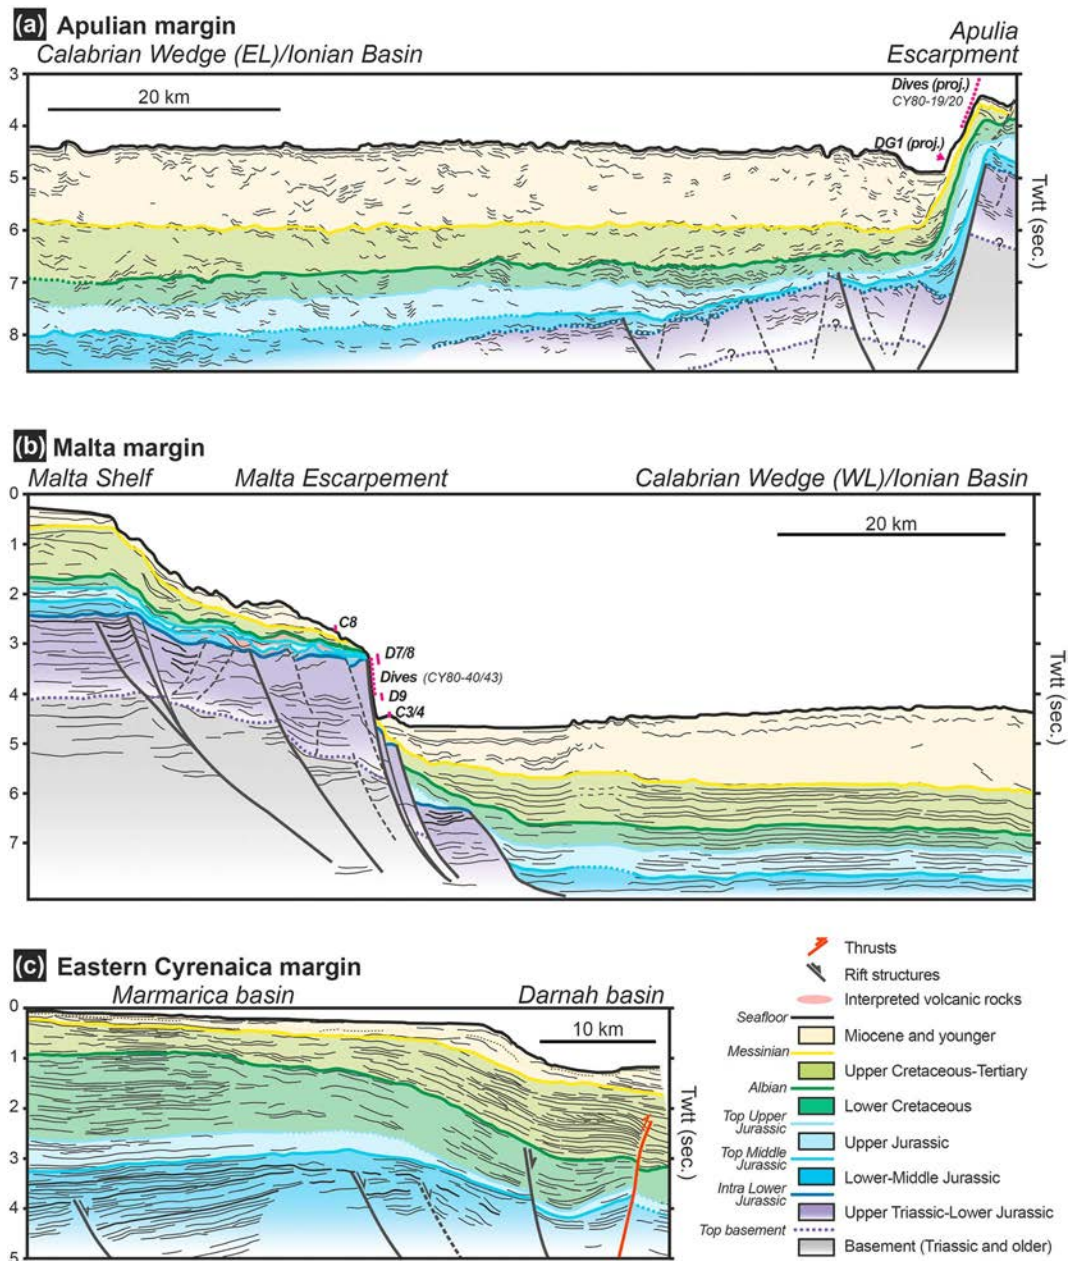 (a) Apulian margin
Calabrian Wedge (EL)/Ionian Basin
Apulia
Escarpment
3
4
5
6
7
8
20 km
Dives (proj.)
CY80-19/20
DG1 (proj.)
?
?
?
Twtt (sec.)
(b) Malta margin
Malta Shelf
Malta Escarpement
Calabrian Wedge (WL)/Ionian Basin
0
1
2
3
4
5
6
7
20 km
C8
D7/8
Dives (CY80-40/43)
D9
C3/4
Twtt (sec.)
(c) Eastern Cyrenaica margin
Marmarica basin
Darnah basin
0
1
2
3
4
5
10 km
Twtt (sec.)
Thrusts
Rift structures
Interpreted volcanic rocks
Seafloor
Miocene and younger
Messinian
Upper Cretaceous-Tertiary
Albian
Lower Cretaceous
Top Upper
Jurassic
Upper Jurassic
Top Middle
Jurassic
Lower-Middle Jurassic
Intra Lower
Jurassic
Upper Triassic-Lower Jurassic
Top basement
Basement (Triassic and older)